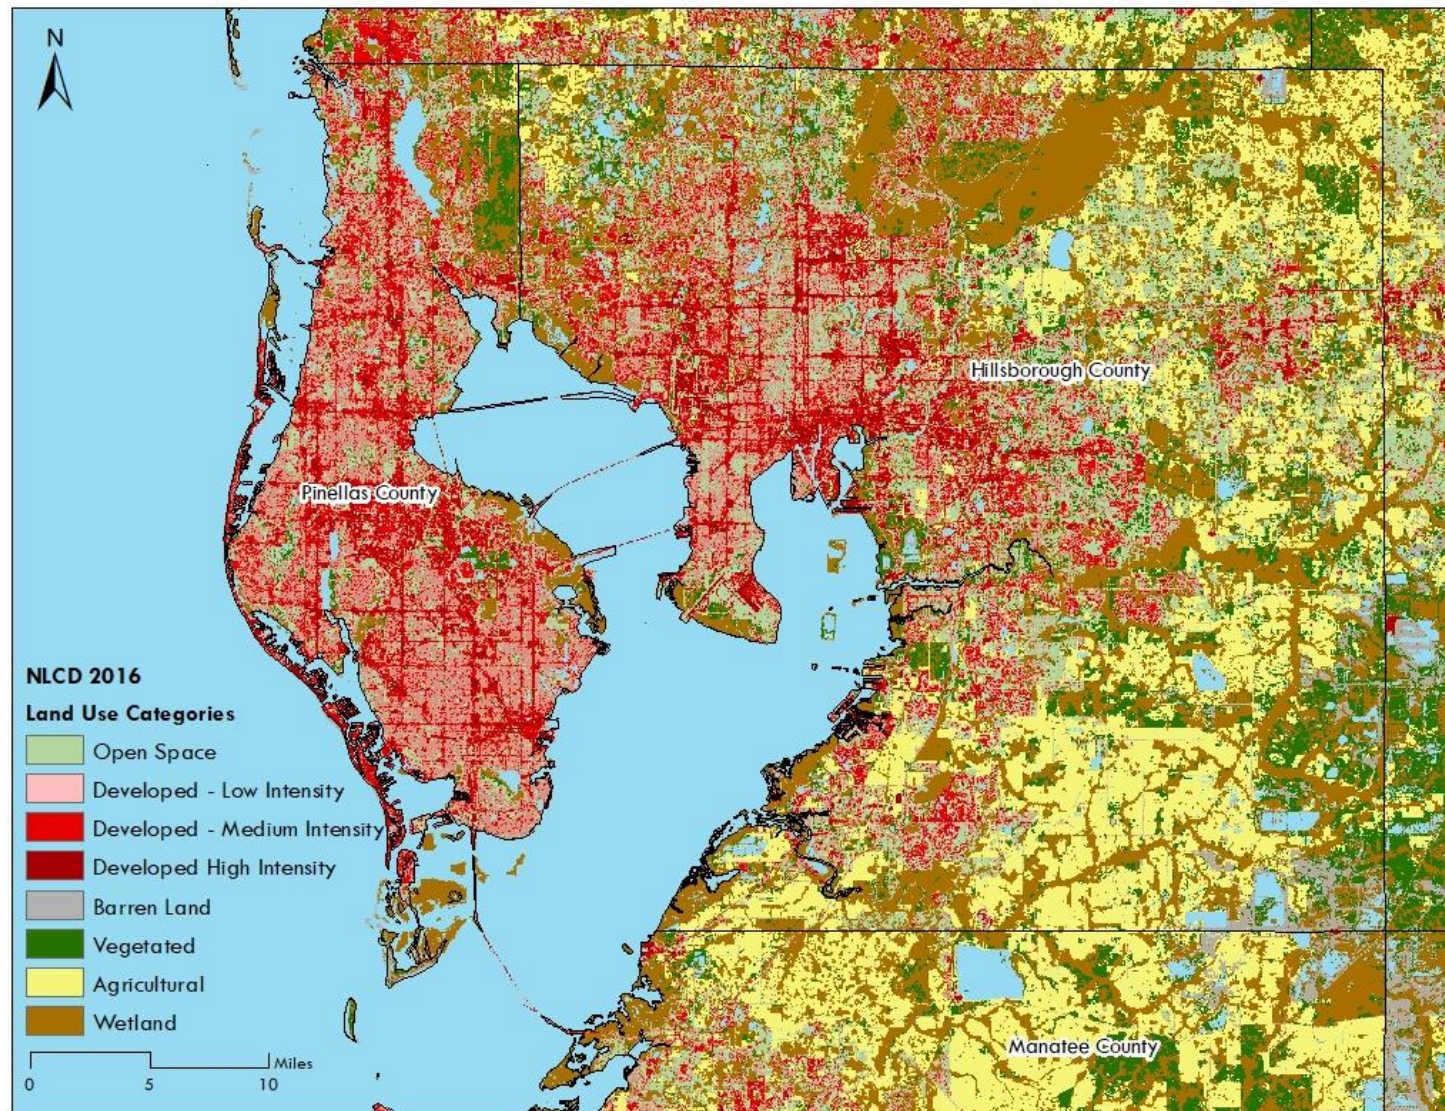 N
Hillsborough County
Pinellas County
NLCD 2016
Land Use Categories
Open Space
Developed - Low Intensity
Developed - Medium Intensity
Developed High Intensity
Barren Land
Vegetated
Agricultural
Wetland
Miles
0 5 10
Manatee County